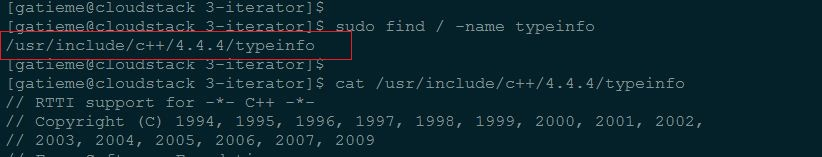 [gatieme@cloudstack 3-iterator]$
[gatieme@cloudstack 3-iterator]$ sudo find / -name typeinfo
/usr/include/c++/4.4.4/typeinfo
[gatieme@cloudstack 3-iterator]$
[gatieme@cloudstack 3-iterator]$ cat /usr/include/c++/4.4.4/typeinfo
// RTTI support for -*- C++ -*-
// Copyright (C) 1994, 1995, 1996, 1997, 1998, 1999, 2000, 2001, 2002,
// 2003, 2004, 2005, 2006, 2007, 2009